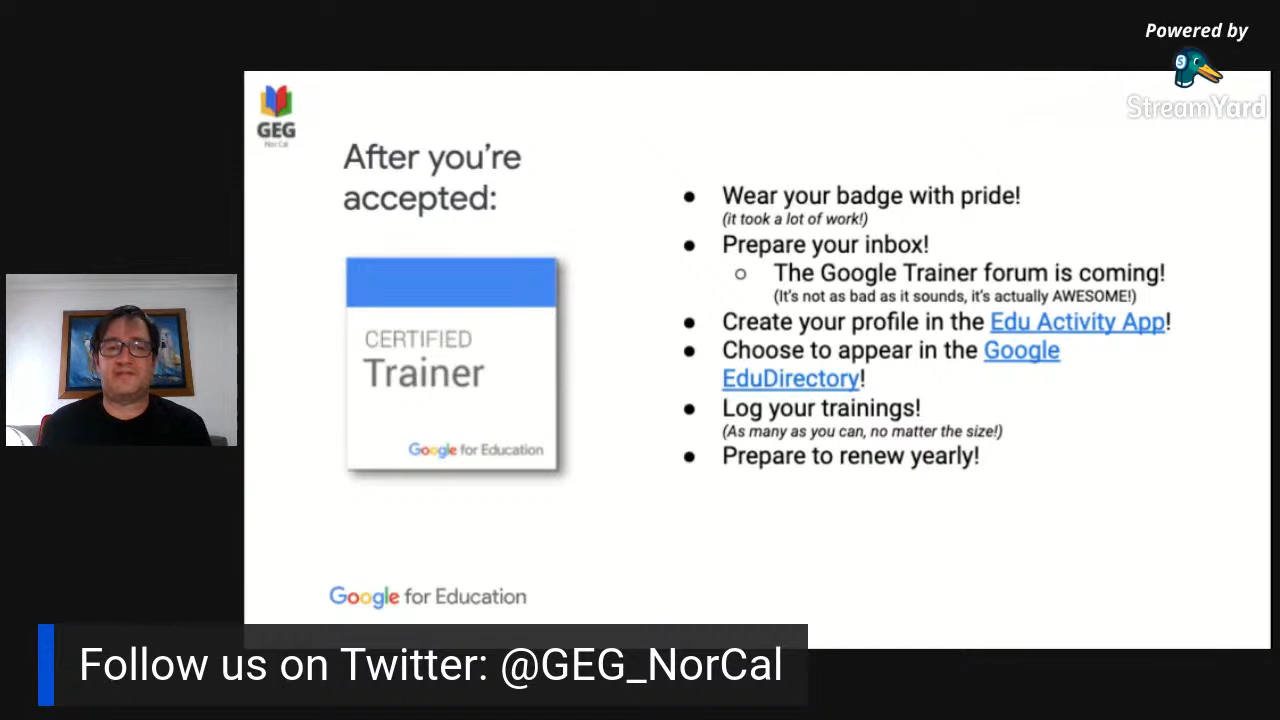 Powered by
StreamYard
GEG
NorCal
After you're
accepted:
CERTIFIED
Trainer
Google for Education
● Wear your badge with pride!
(it took a lot of work!)
● Prepare your inbox!
○ The Google Trainer forum is coming!
(It's not as bad as it sounds, it's actually AWESOME!)
● Create your profile in the Edu Activity App!
● Choose to appear in the Google
EduDirectory!
● Log your trainings!
(As many as you can, no matter the size!)
● Prepare to renew yearly!
Google for Education
Follow us on Twitter: @GEG_NorCal